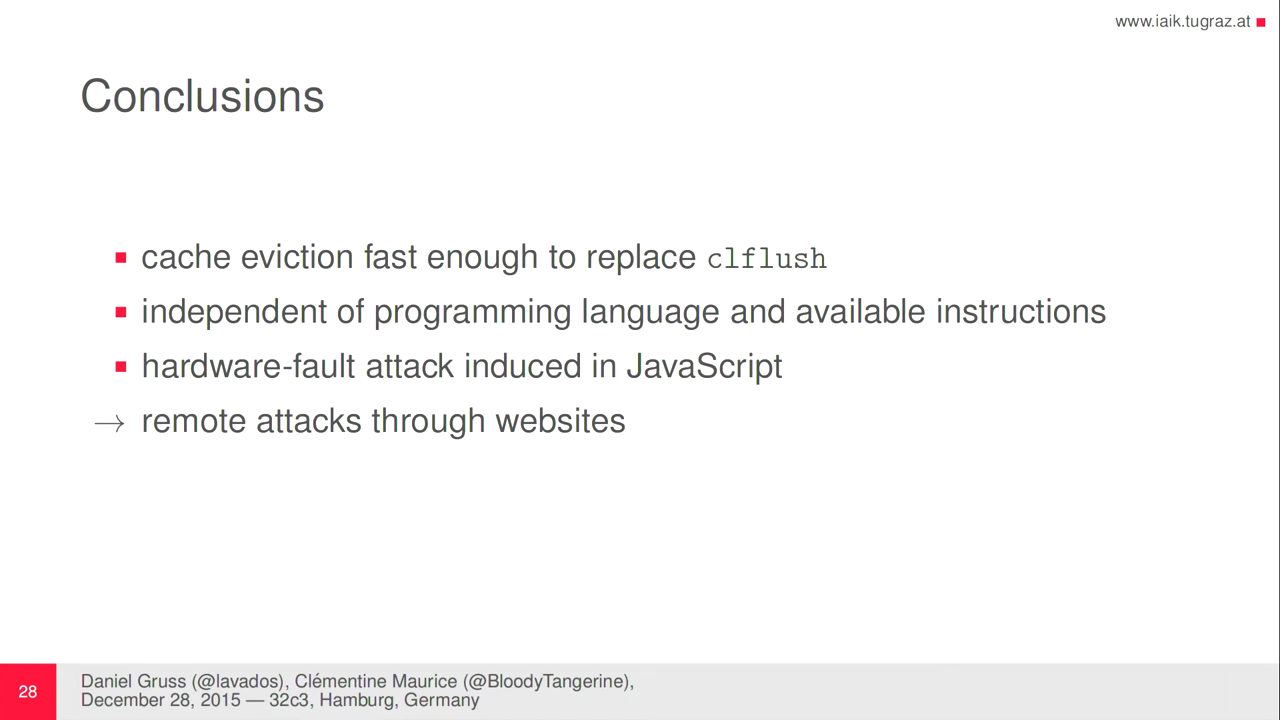 www.iaik.tugraz.at
Conclusions
cache eviction fast enough to replace clflush
independent of programming language and available instructions
hardware-fault attack induced in JavaScript
→ remote attacks through websites
28
Daniel Gruss (@lavados), Clémentine Maurice (@BloodyTangerine),
December 28, 2015 — 32c3, Hamburg, Germany